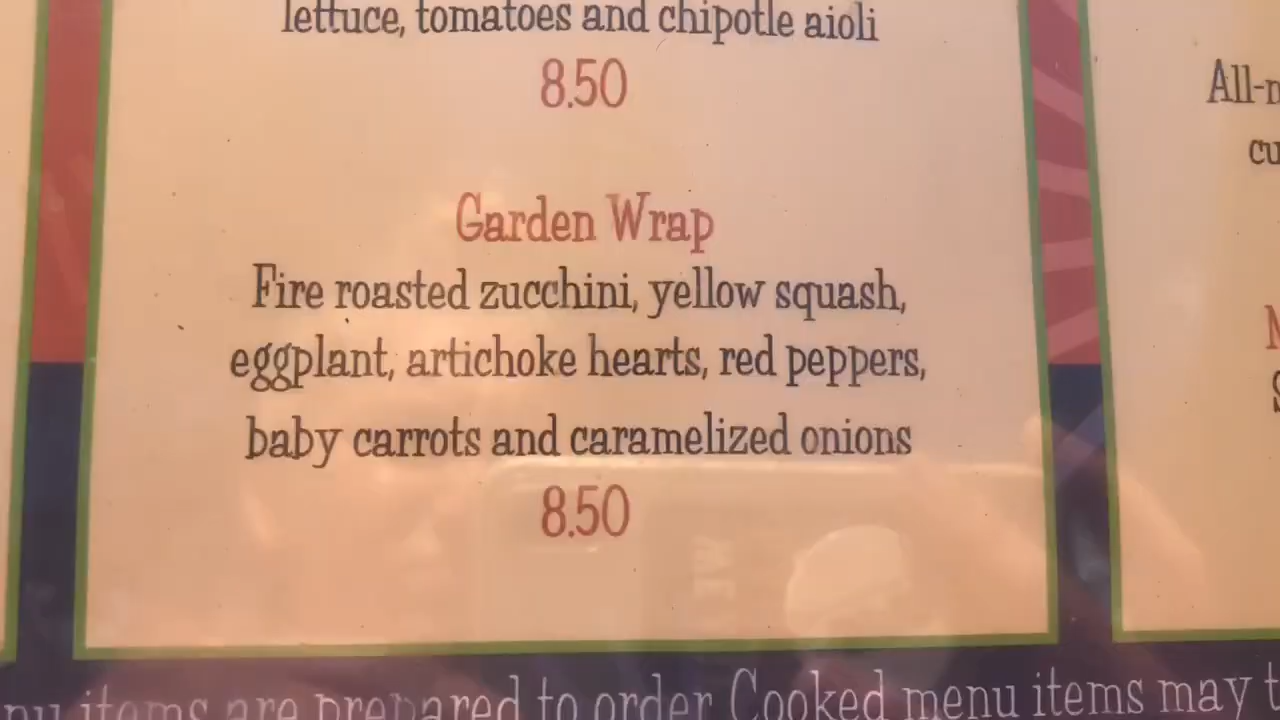 lettuce, tomatoes and chipotle aioli
8.50
Garden Wrap
Fire roasted zucchini, yellow squash,
eggplant, artichoke hearts, red peppers,
baby carrots and caramelized onions
8.50
items are prepared to order Cooked menu items may